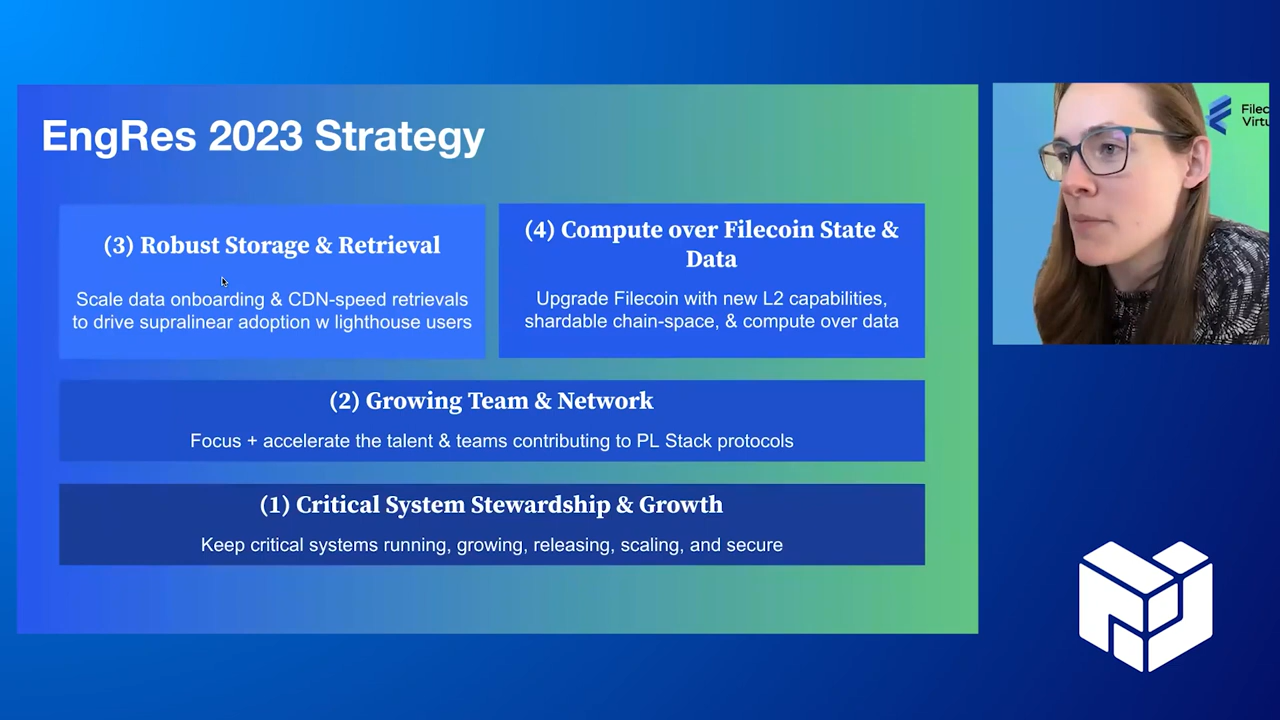 EngRes 2023 Strategy
(3) Robust Storage & Retrieval
Scale data onboarding & CDN-speed retrievals
to drive supralinear adoption w lighthouse users
(4) Compute over Filecoin State &
Data
Upgrade Filecoin with new L2 capabilities,
shardable chain-space, & compute over data
(2) Growing Team & Network
Focus + accelerate the talent & teams contributing to PL Stack protocols
(1) Critical System Stewardship & Growth
Keep critical systems running, growing, releasing, scaling, and secure
Filec
Virtu